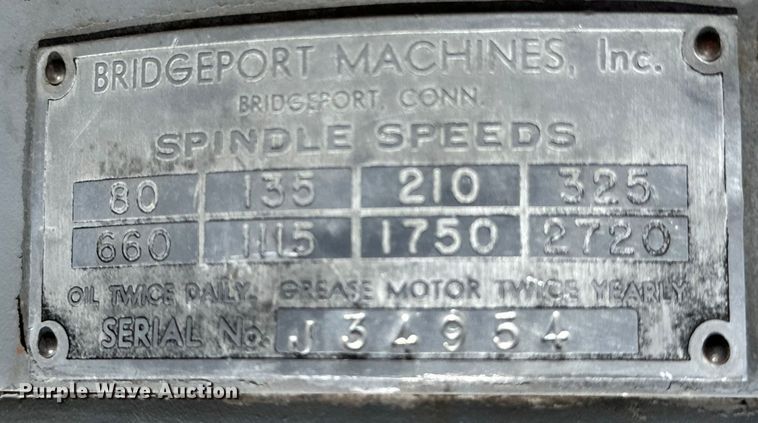 BRIDGEPORT MACHINES, Inc.
BRIDGEPORT, CONN.
SPINDLE SPEEDS
80 135 210 325
660 1115 1750 2720
OIL TWICE DAILY. GREASE MOTOR TWICE YEARLY
SERIAL No. J 34954
Purple Wave Auction